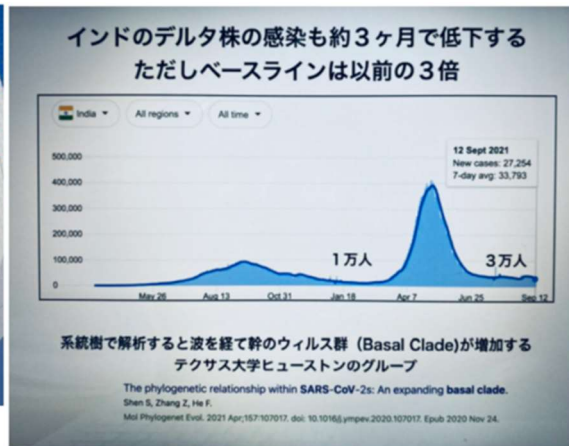 インドのデルタ株の感染も約３ヶ月で低下する
ただしベースラインは以前の３倍
India
All regions
All time
12 Sept 2021
New cases: 27,254
7-day avg: 33,793
500,000
400,000
300,000
200,000
100,000
0
１万人
３万人
May 26
Aug 13
Oct 31
Jan 18
Apr 7
Jun 25
Sep 12
系統樹で解析すると波を経て幹のウィルス群（Basal Clade)が増加する
テクサス大学ヒューストンのグループ
The phylogenetic relationship within SARS-CoV-2s: An expanding basal clade.
Shen S, Zhang Z, He F.
Mol Phylogenet Evol. 2021 Apr;157:107017. doi: 10.1016/j.ympev.2020.107017. Epub 2020 Nov 24.